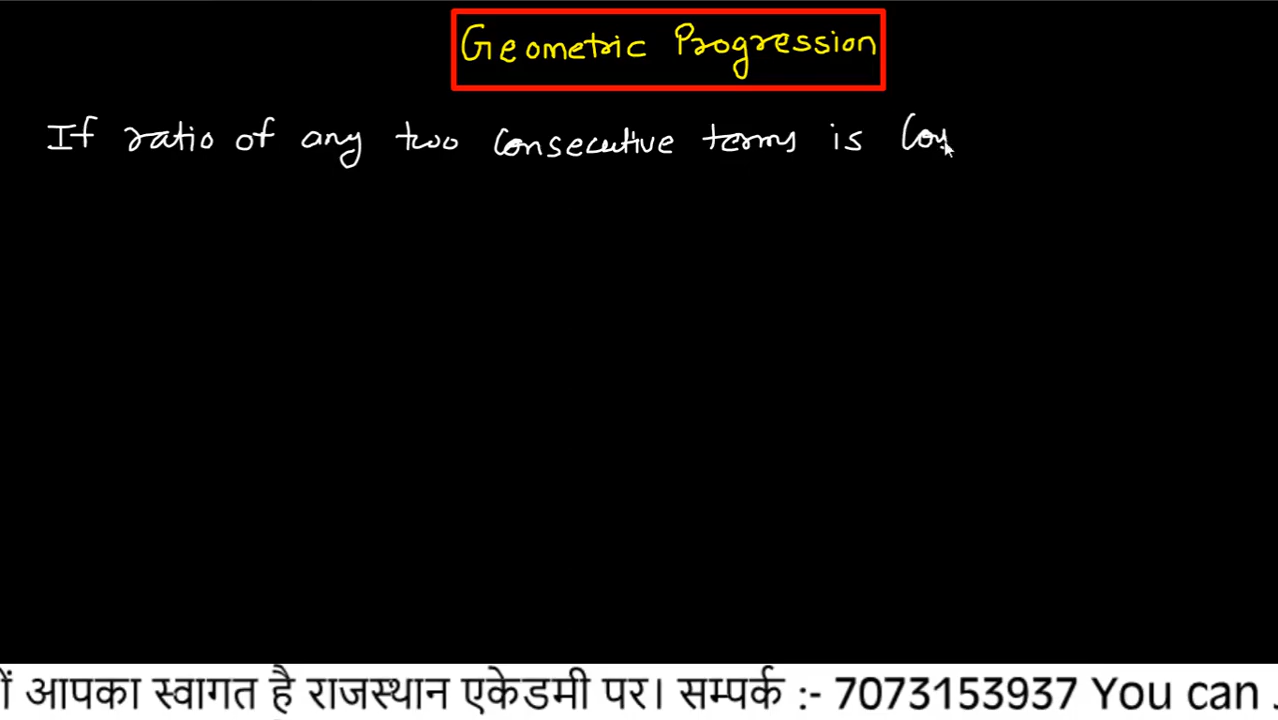 Geometric Progression
If ratio of any two consecutive terms is
आपका स्वागत है राजस्थान एकेडमी पर। सम्पर्क :- 7073153937 You can